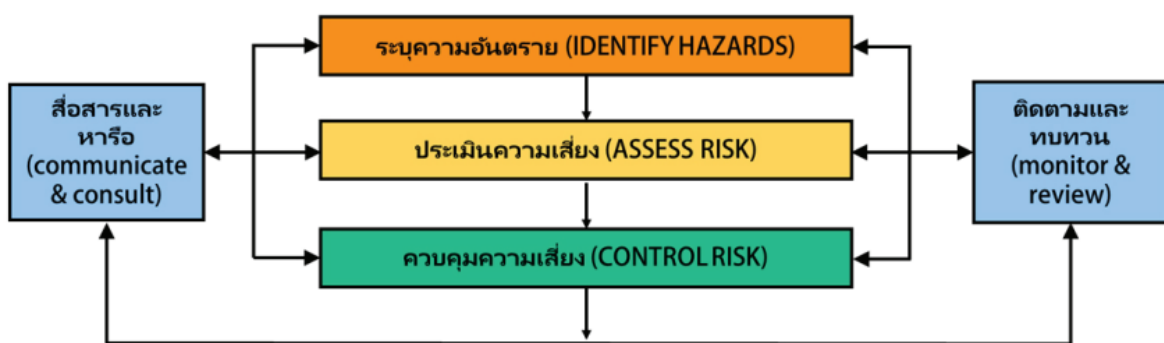 ระบุความอันตราย (IDENTIFY HAZARDS)
สื่อสารและ
หารือ
(communicate
& consult)
ประเมินความเสี่ยง (ASSESS RISK)
ติดตามและ
ทบทวน
(monitor &
review)
ควบคุมความเสี่ยง (CONTROL RISK)